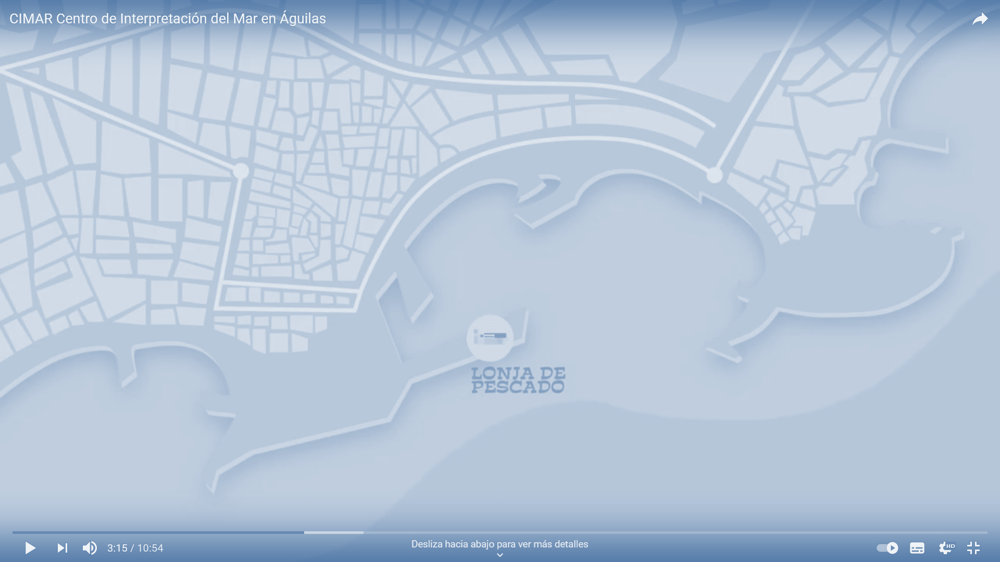 CIMAR Centro de Interpretación del Mar en Águilas
LONJA DE
PESCADO
3:15 / 10:54
Desliza hacia abajo para ver más detalles
HD